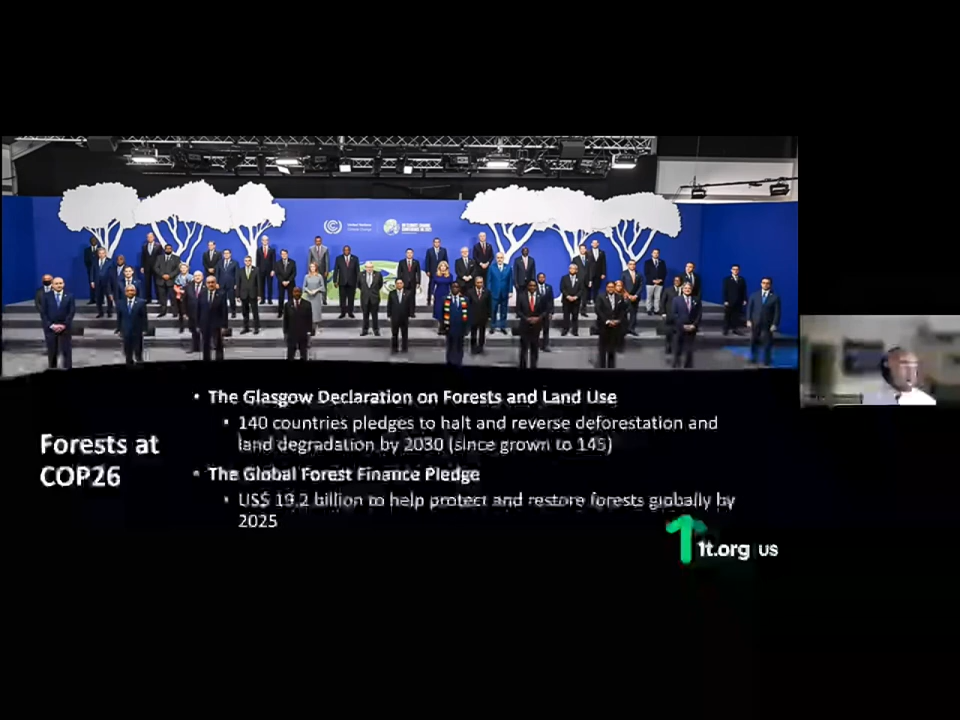 Forests at
COP26
• The Glasgow Declaration on Forests and Land Use
• 140 countries pledges to halt and reverse deforestation and
land degradation by 2030 (since grown to 145)
• The Global Forest Finance Pledge
• US$ 19.2 billion to help protect and restore forests globally by
2025
1t.org US